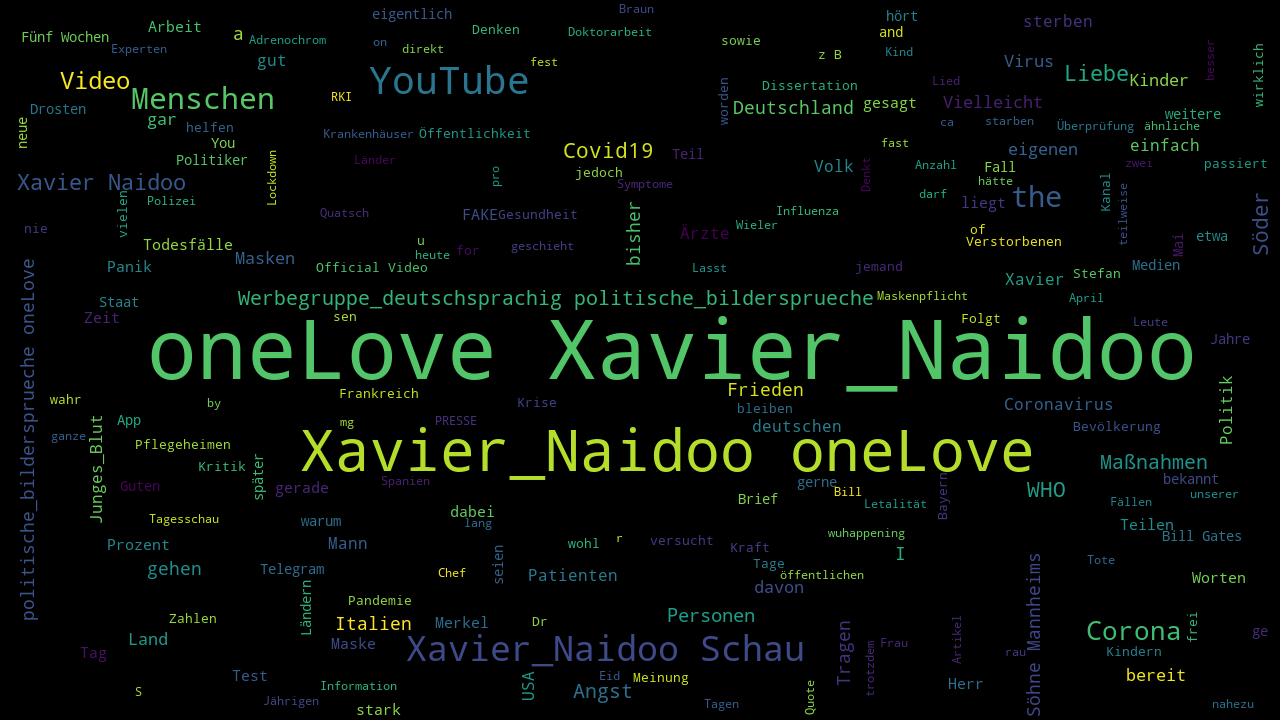 Braun
eigentlich
hört
sterben
Fünf Wochen
Arbeit
a
Adrenochrom
on
direkt
Denken
Doktorarbeit
sowie
and
Experten
gut
fest
z B
Kind
Virus
Liebe
Kinder
besser
wirklich
Video
Menschen
YouTube
RKI
worden
Dissertation
Lied
Drosten
gar
neue
helfen
You
Krankenhäuser
Öffentlichkeit
Deutschland
gesagt
Vielleicht
ca
starben
Überprüfung
weitere
ähnliche
Politiker
Lockdown
Länder
Covid19
jedoch
Teil
fast
eigenen
einfach
Xavier Naidoo
pro
Symptome
Volk
Denkt
Anzahl
Fall
hätte
zwei
passiert
vielen
Polizei
Quatsch
FAKE
Gesundheit
bisher
Influenza
Wieler
darf
liegt
the
Kanal
teilweise
Söder
nie
Todesfälle
u
heute
for
geschieht
Ärzte
of
Verstorbenen
Mai
etwa
Panik
Masken
Official Video
Lasst
jemand
Xavier
Stefan
Medien
Staat
Werbegruppe_deutschsprachig politische_bildersprueche
Maskenpflicht
April
Zeit
sen
Folgt
Leute
Jahre
politische_bildersprueche oneLove
oneLove Xavier_Naidoo
wahr
by
Frankreich
Krise
Frieden
bleiben
Coronavirus
Politik
ganze
App
mg
PRESSE
deutschen
Bevölkerung
Junges_Blut
Pflegeheimen
Xavier_Naidoo oneLove
Kritik
später
Guten
gerade
Spanien
gerne
Bill
Bayern
WHO
Maßnahmen
bekannt
unserer
Tagesschau
warum
dabei
lang
Brief
Letalität
Fällen
Teilen
Prozent
Mann
seien
wohl
r
versucht
Kraft
wuhappening
I
Bill Gates
gehen
Telegram
Chef
Patienten
Tage
öffentlichen
davon
Tote
Worten
Zahlen
Ländern
Pandemie
Italien
Merkel
Dr
Personen
Söhne Mannheims
Corona
frei
ge
Tag
Land
Maske
Xavier_Naidoo Schau
Tragen
trotzdem
Frau
Artikel
rau
Kindern
Test
Information
USA
Angst
Eid
Meinung
Herr
bereit
S
Jährigen
stark
Tagen
Quote
nahezu